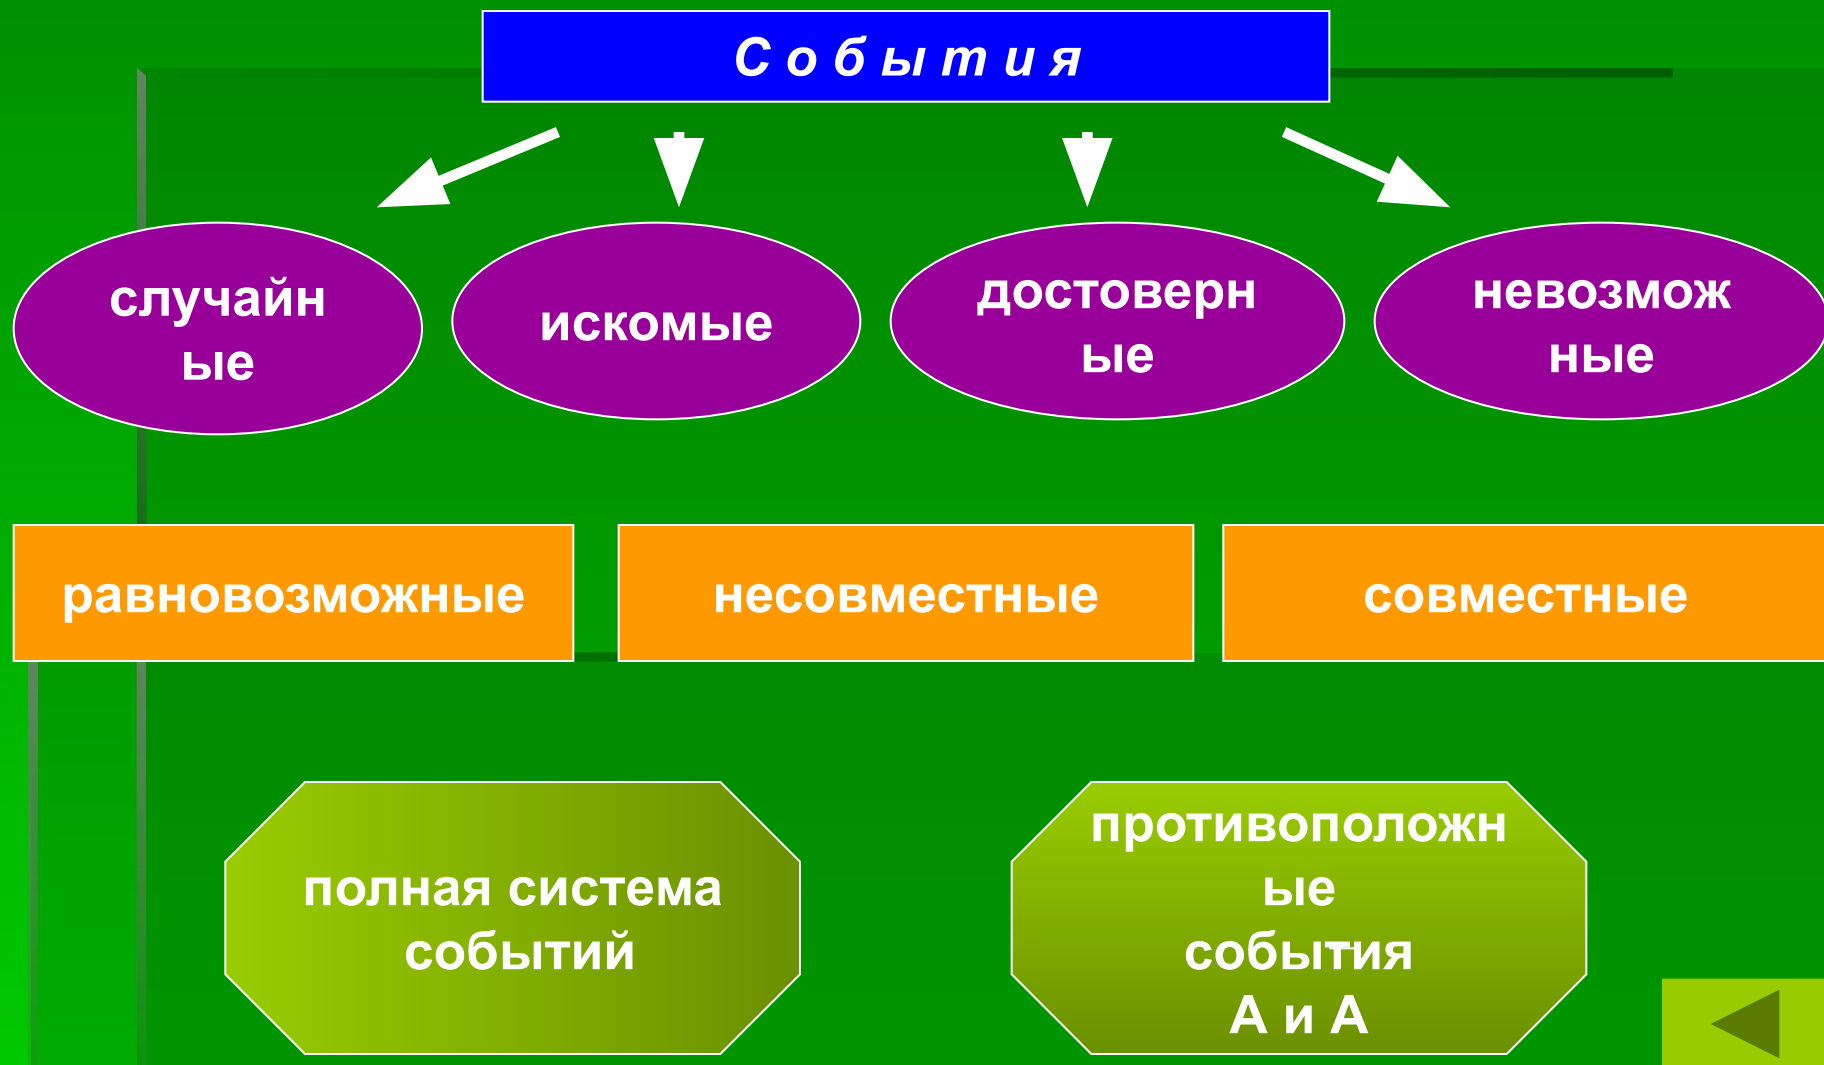 С о б ы т и я
случайн
ые
искомые
достоверн
ые
невозмож
ные
равновозможные
несовместные
совместные
полная система
событий
противоположн
ые
события
А и А